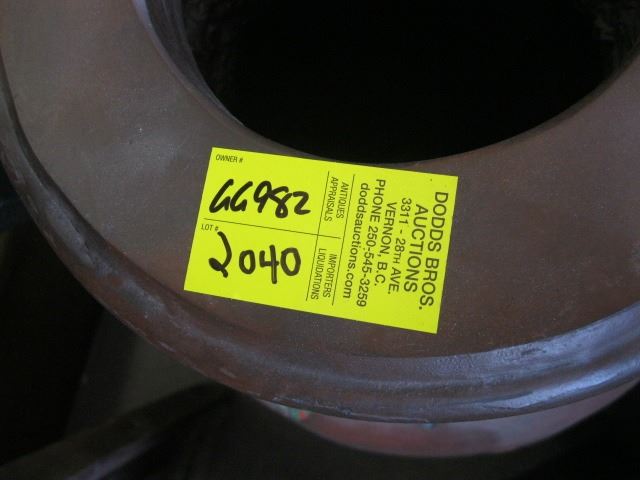 OWNER #
GG982
LOT #
2040
ANTIQUES
APPRAISALS
IMPORTERS
LIQUIDATIONS
DODDS BROS.
AUCTIONS
3311 - 28TH AVE.
VERNON, B.C.
PHONE 250-545-3259
doddsauctions.com